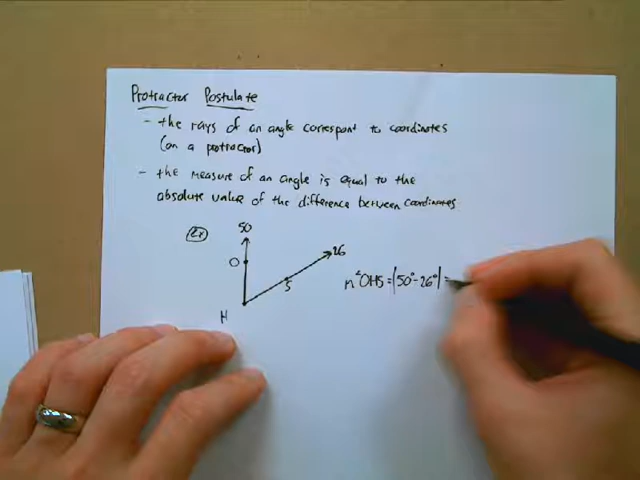 Protractor Postulate
- the rays of an angle correspont to coordinates
(on a protractor)
- the measure of an angle is equal to the
absolute value of the difference between coordinates.
Ex
50
O
26
S
H
m∠OHS = |50° - 26°| =